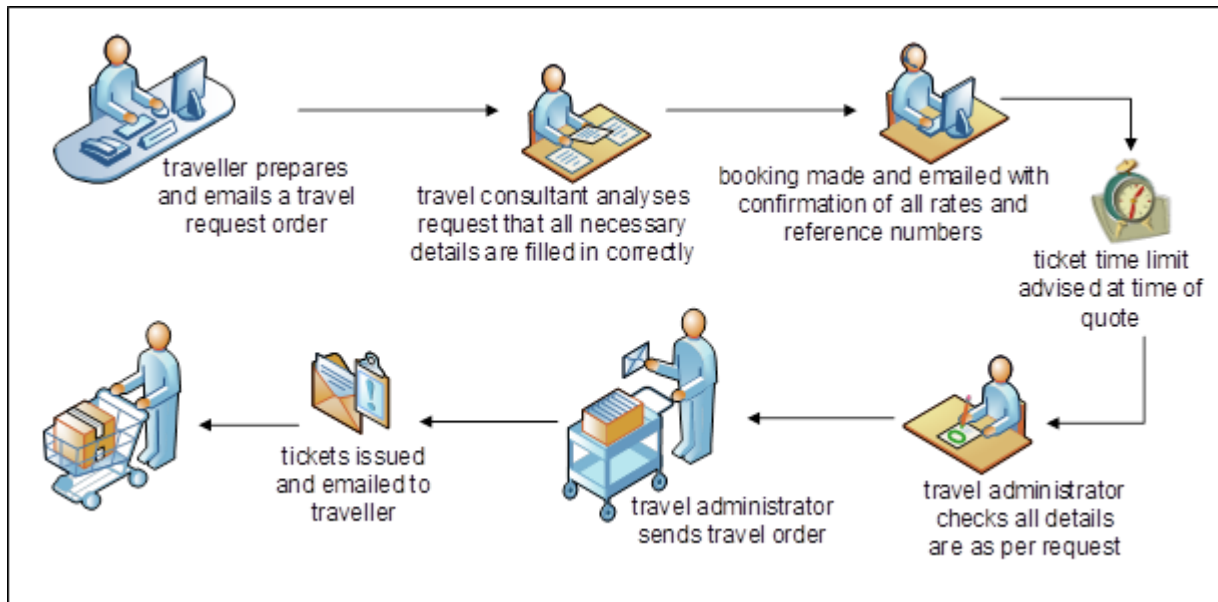 traveller prepares
and emails a travel
request order
travel consultant analyses
request that all necessary
details are filled in correctly
booking made and emailed with
confirmation of all rates and
reference numbers
ticket time limit
advised at time of
quote
travel administrator
checks all details
are as per request
travel administrator
sends travel order
tickets issued
and emailed to
traveller